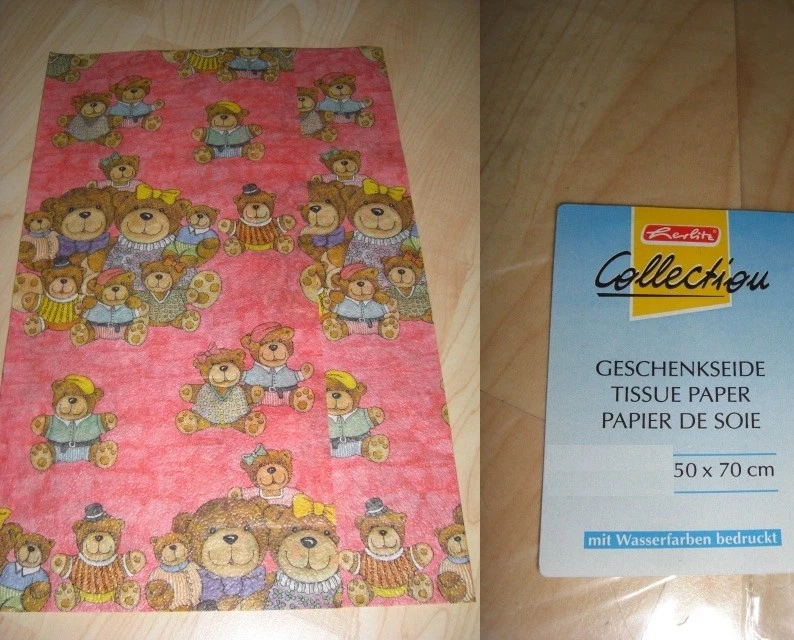 Herlitz
Collection
GESCHENKSEIDE
TISSUE PAPER
PAPIER DE SOIE
50 x 70 cm
mit Wasserfarben bedruckt